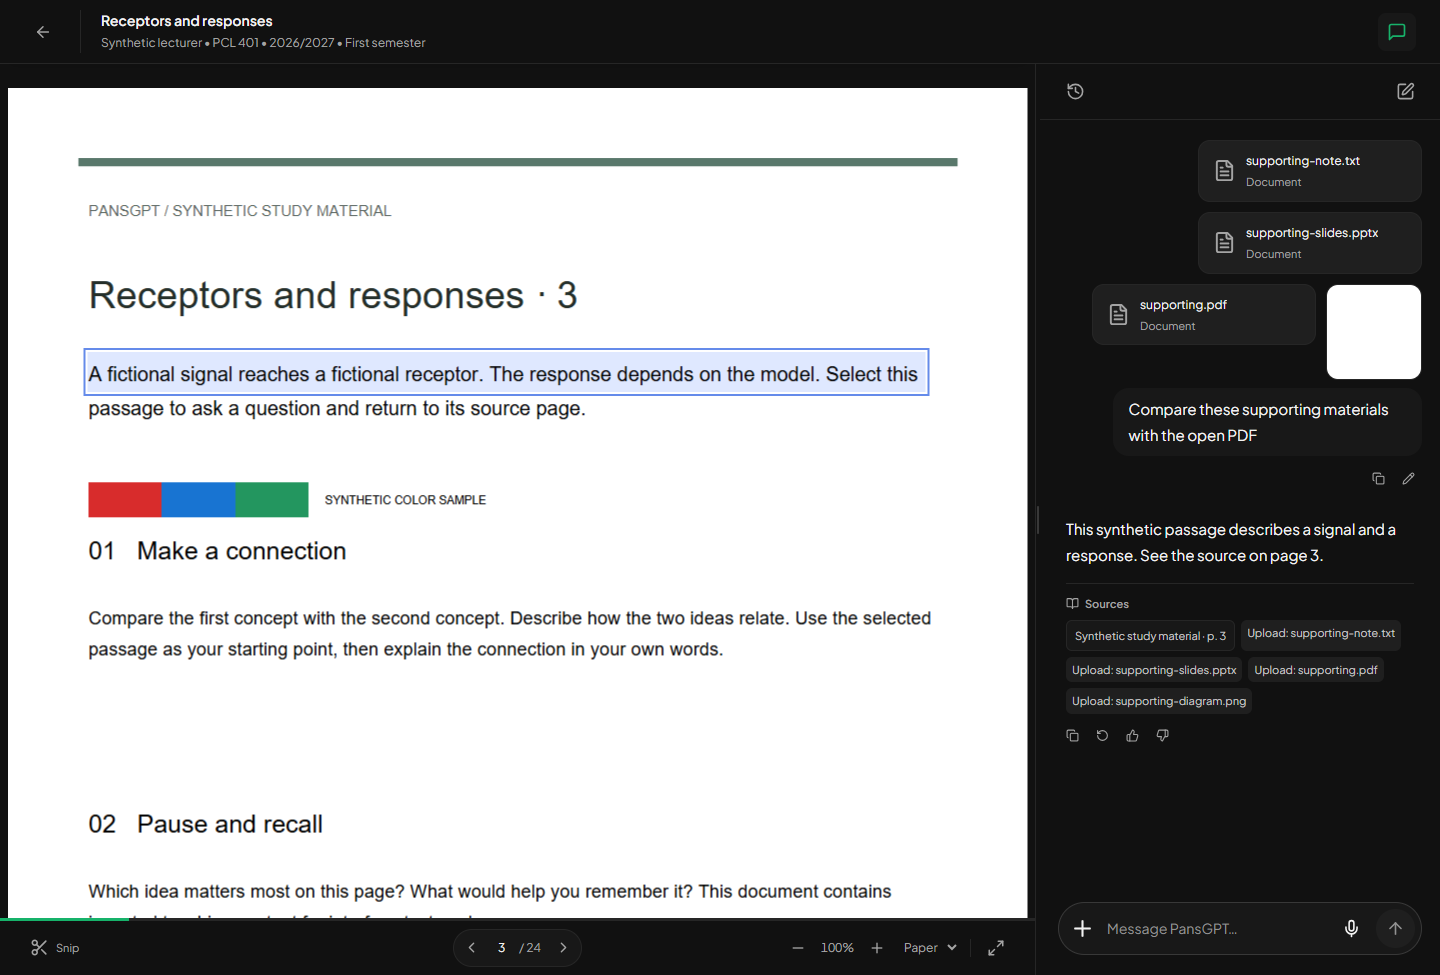 Receptors and responses
Synthetic lecturer • PCL 401 • 2026/2027 • First semester
PANSGPT / SYNTHETIC STUDY MATERIAL
Receptors and responses · 3
A fictional signal reaches a fictional receptor. The response depends on the model. Select this
passage to ask a question and return to its source page.
SYNTHETIC COLOR SAMPLE
01 Make a connection
Compare the first concept with the second concept. Describe how the two ideas relate. Use the selected
passage as your starting point, then explain the connection in your own words.
02 Pause and recall
Which idea matters most on this page? What would help you remember it? This document contains
Snip
3 / 24
100%
Paper
supporting-note.txt
Document
supporting-slides.pptx
Document
supporting.pdf
Document
Compare these supporting materials
with the open PDF
This synthetic passage describes a signal and a
response. See the source on page 3.
Sources
Synthetic study material · p. 3
Upload: supporting-note.txt
Upload: supporting-slides.pptx
Upload: supporting.pdf
Upload: supporting-diagram.png
Message PansGPT...